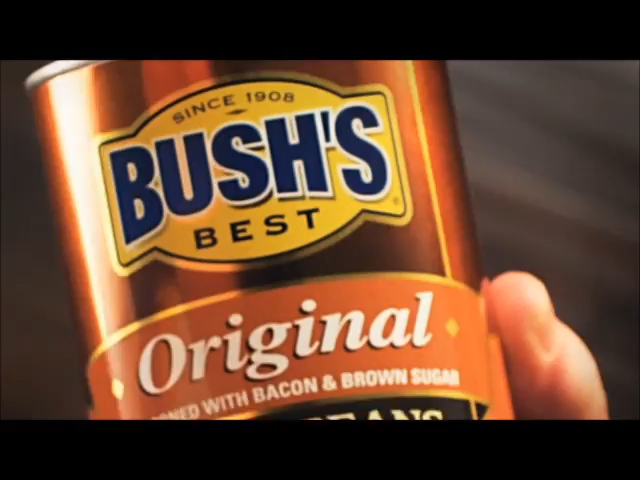 SINCE 1908
BUSH'S
BEST
Original
WITH BACON & BROWN SUGAR